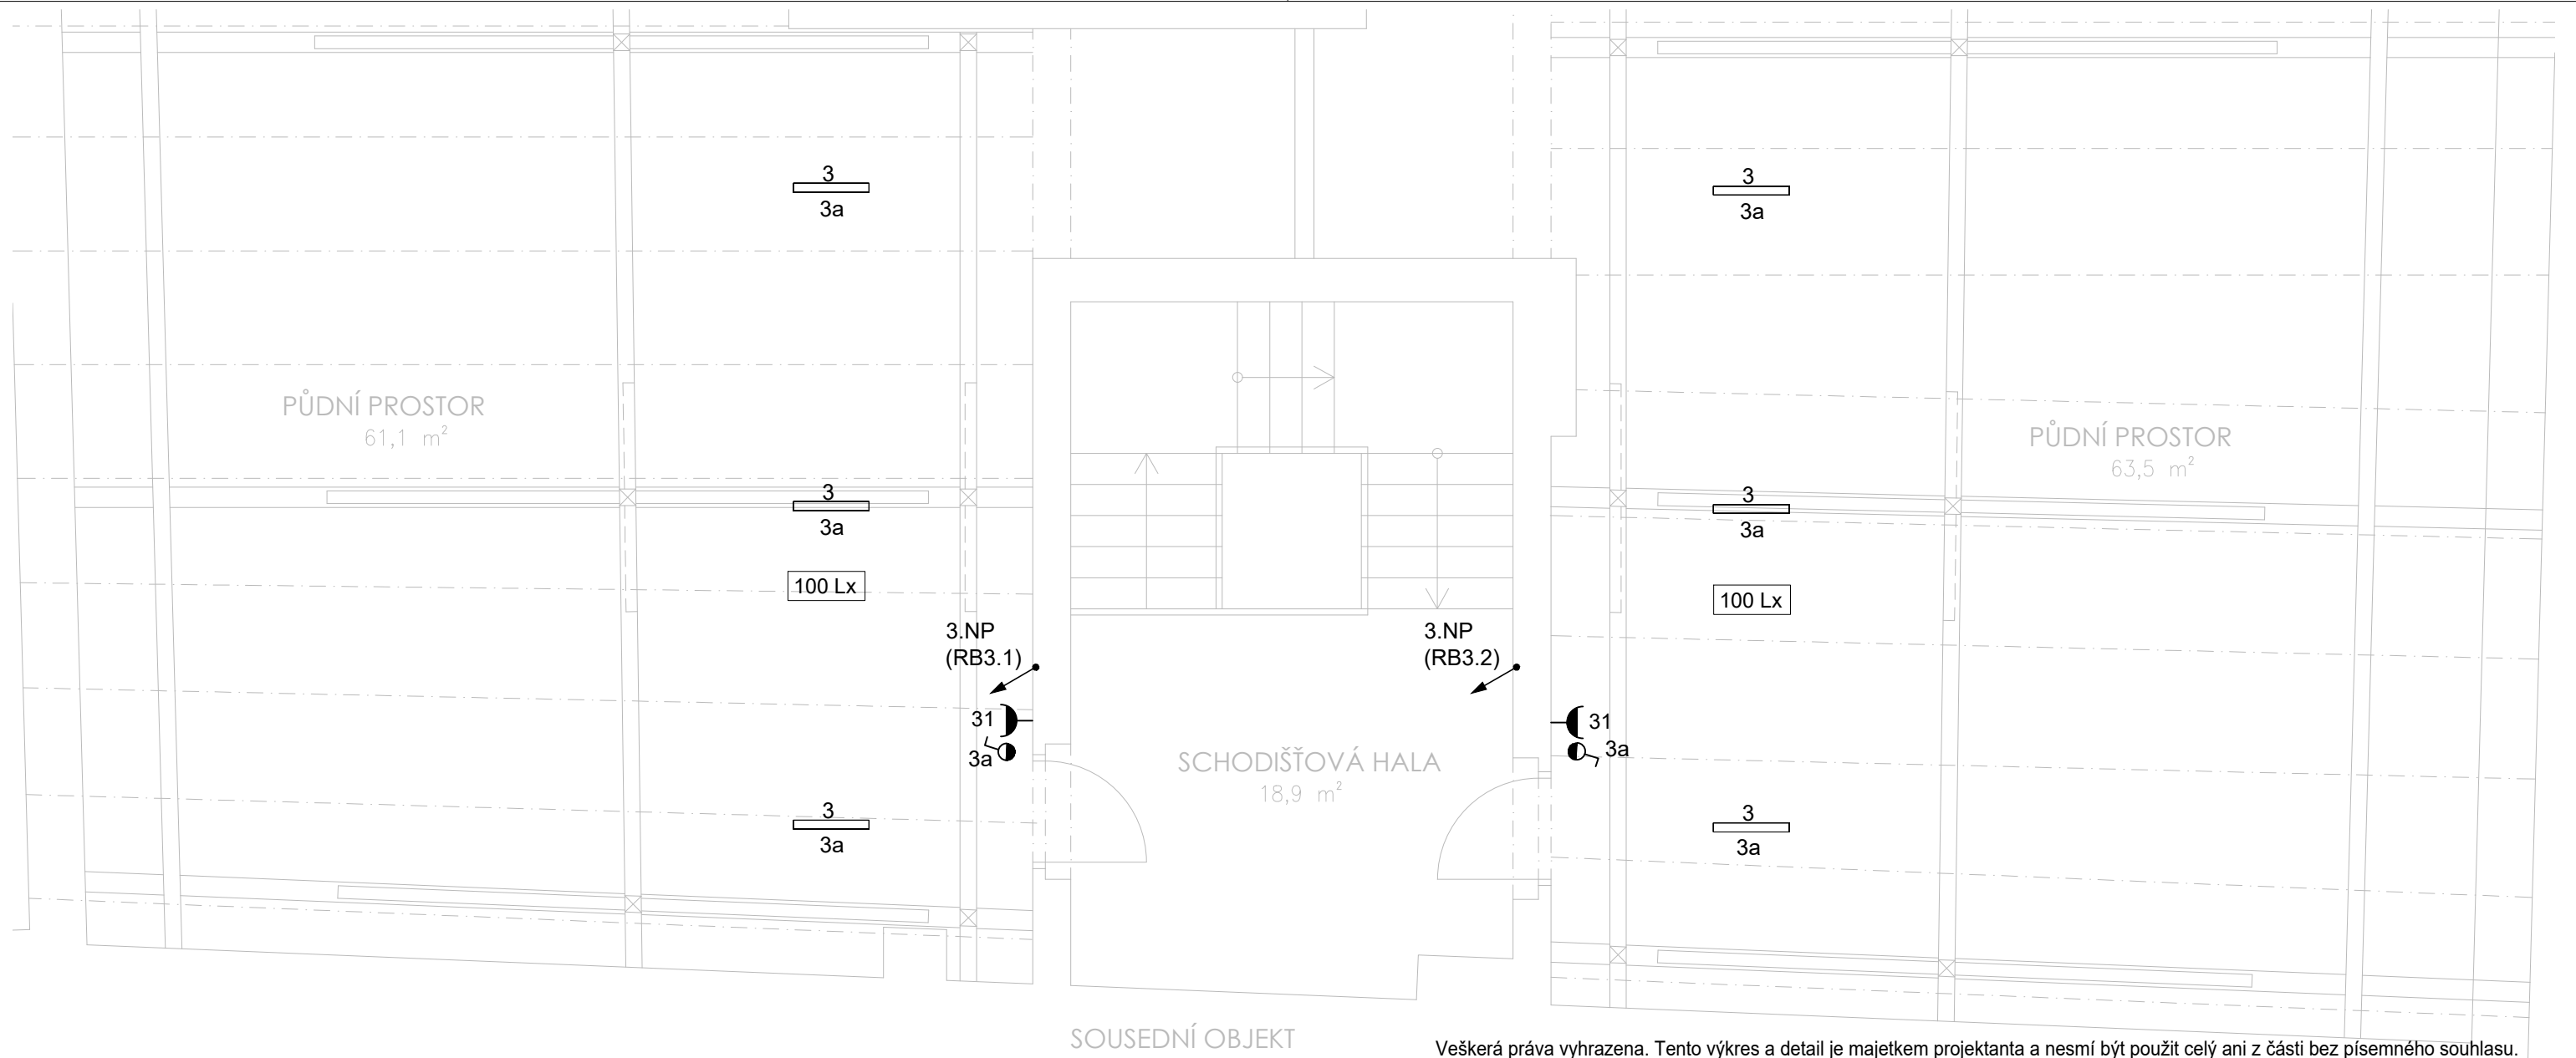 3
3a
3
3a
PŮDNÍ PROSTOR
61,1 m²
PŮDNÍ PROSTOR
63,5 m²
3
3a
3
3a
100 Lx
100 Lx
3.NP
(RB3.1)
3.NP
(RB3.2)
31
3a
31
3a
SCHODIŠŤOVÁ HALA
18,9 m²
3
3a
3
3a
SOUSEDNÍ OBJEKT
Veškerá práva vyhrazena. Tento výkres a detail je majetkem projektanta a nesmí být použit celý ani z části bez písemného souhlasu.